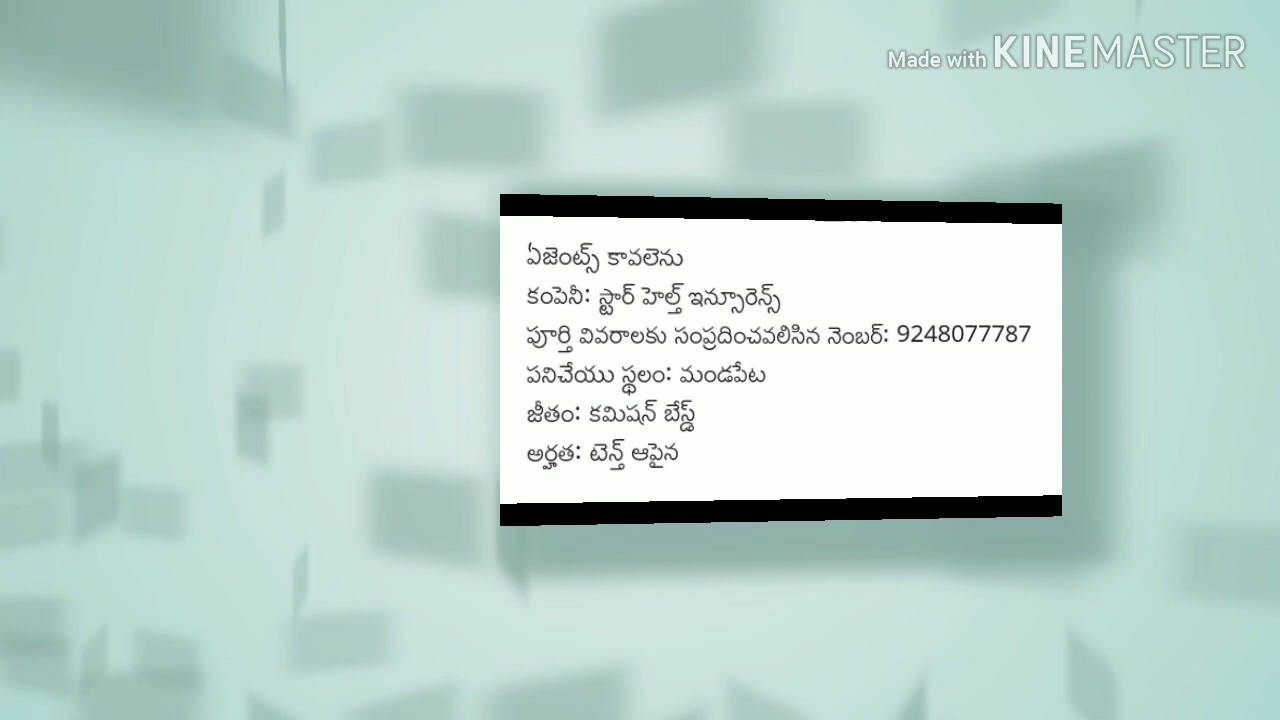 Made with KINEMASTER
ఏజెంట్స్ కావలెను
కంపెనీ: స్టార్ హెల్త్ ఇన్సూరెన్స్
పూర్తి వివరాలకు సంప్రదించవలిసిన నెంబర్: 9248077787
పనిచేయు స్థలం: మండపేట
జీతం: కమిషన్ బేస్డ్
అర్హత: టెన్త్ ఆపైన